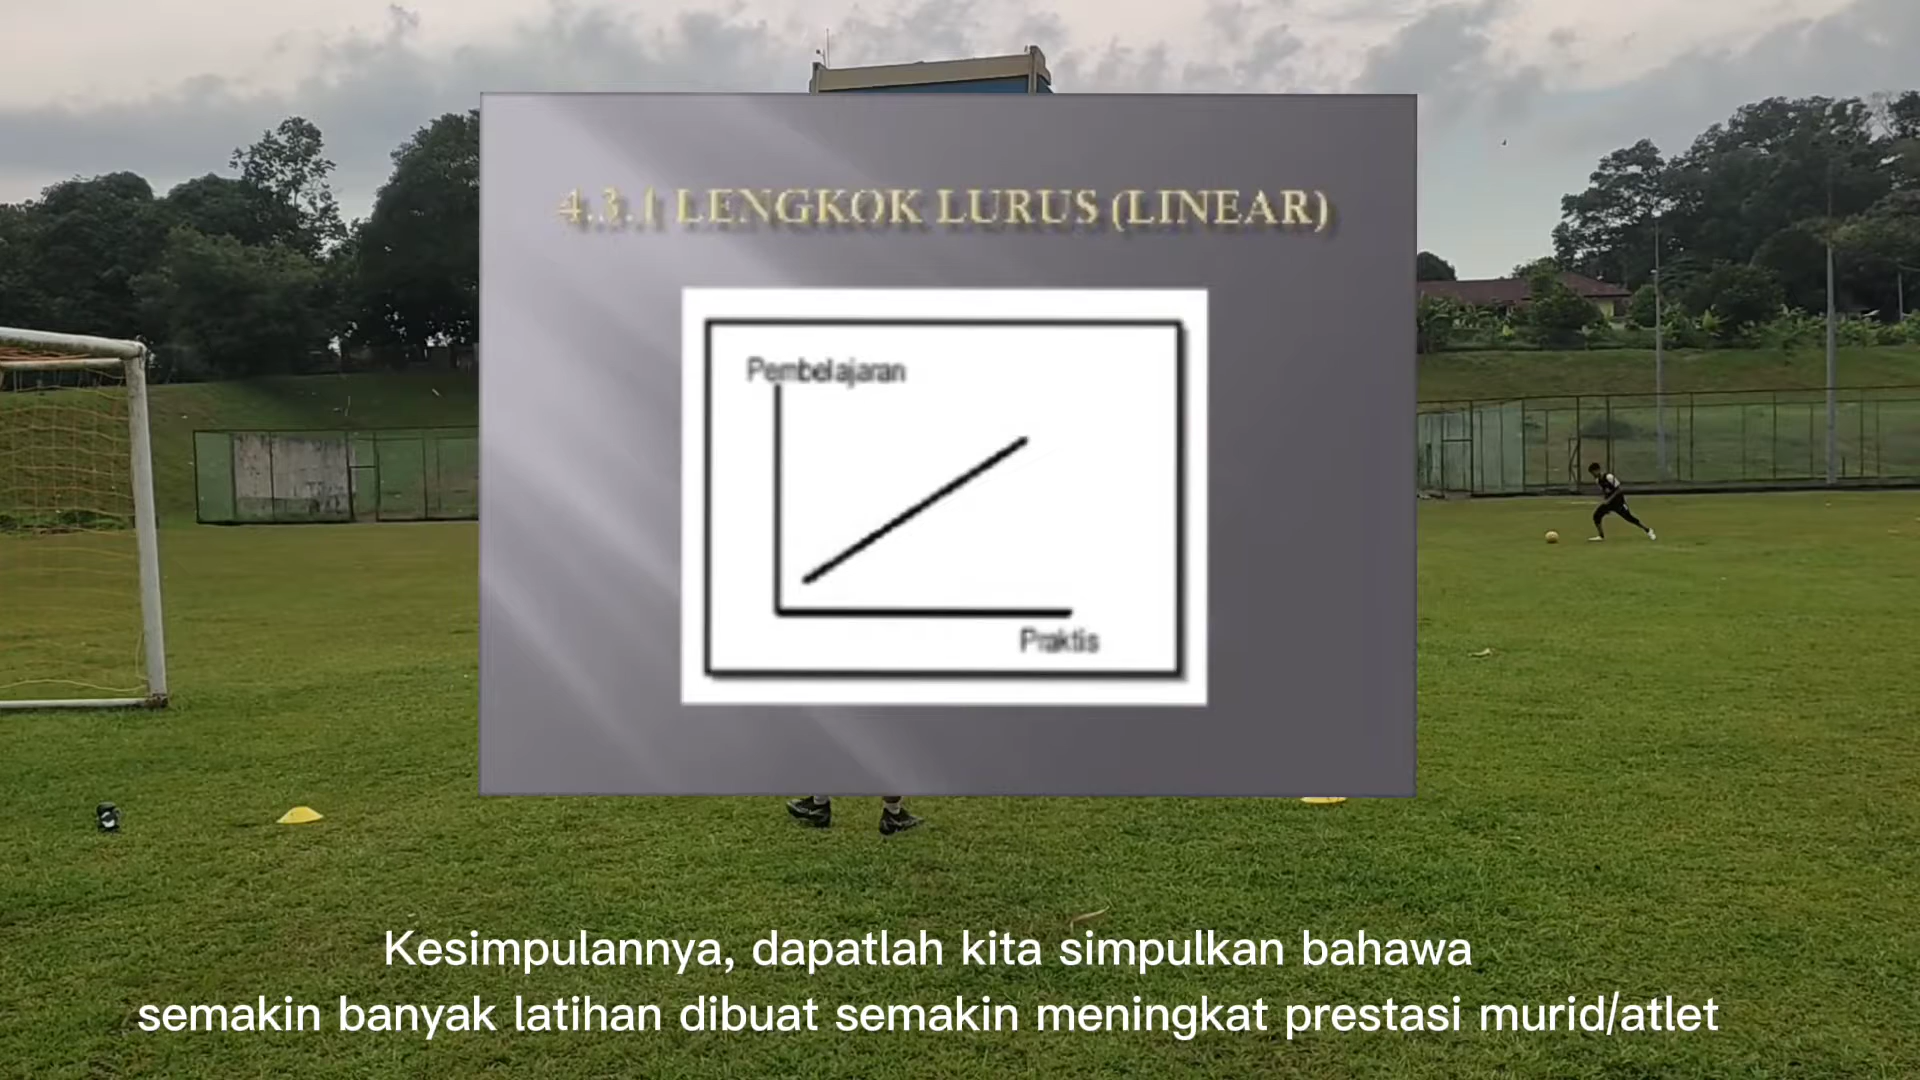 4.3.1 LENGKOK LURUS (LINEAR)
Pembelajaran
Praktis
Kesimpulannya, dapatlah kita simpulkan bahawa
semakin banyak latihan dibuat semakin meningkat prestasi murid/atlet